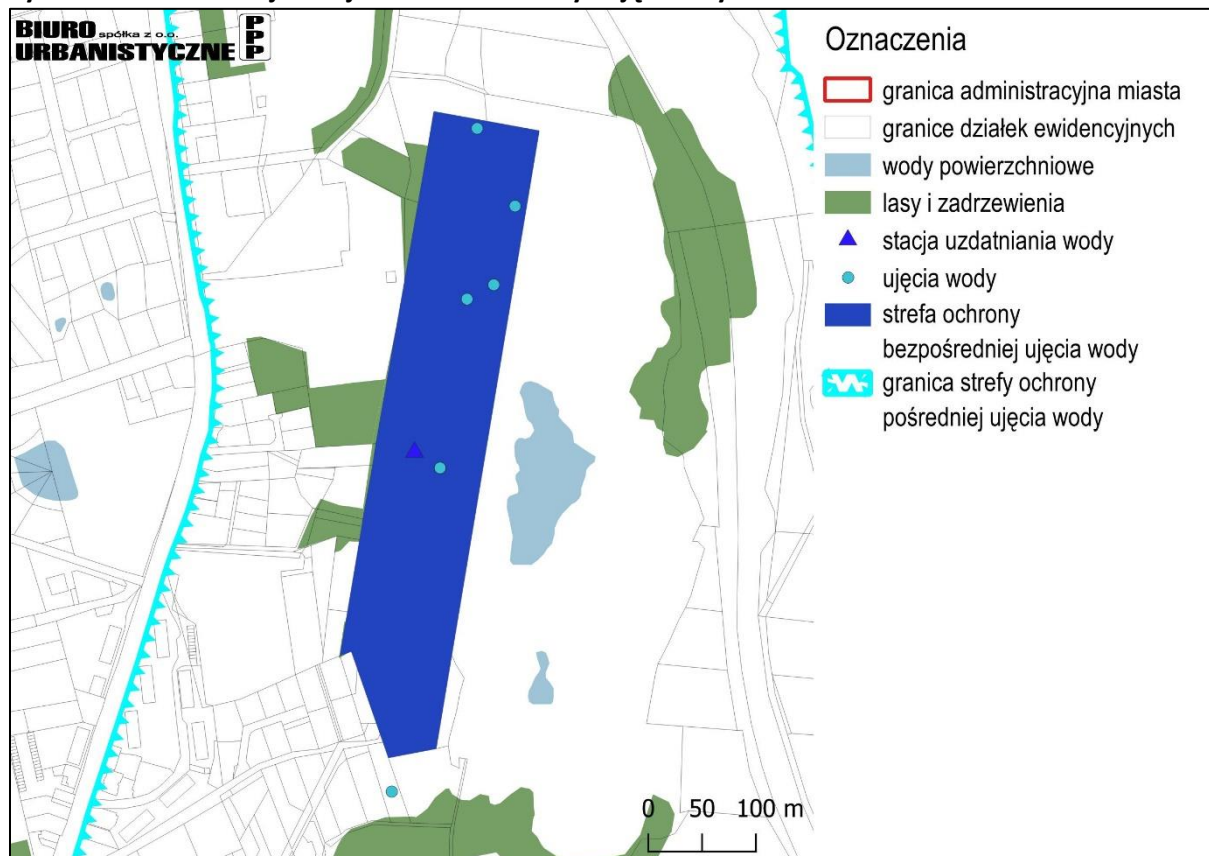 BIURO spółka z o.o.
URBANISTYCZNE
PPP
Oznaczenia
granica administracyjna miasta
granice działek ewidencyjnych
wody powierzchniowe
lasy i zadrzewienia
stacja uzdatniania wody
ujęcia wody
strefa ochrony
bezpośredniej ujęcia wody
granica strefy ochrony
pośredniej ujęcia wody
0 50 100 m